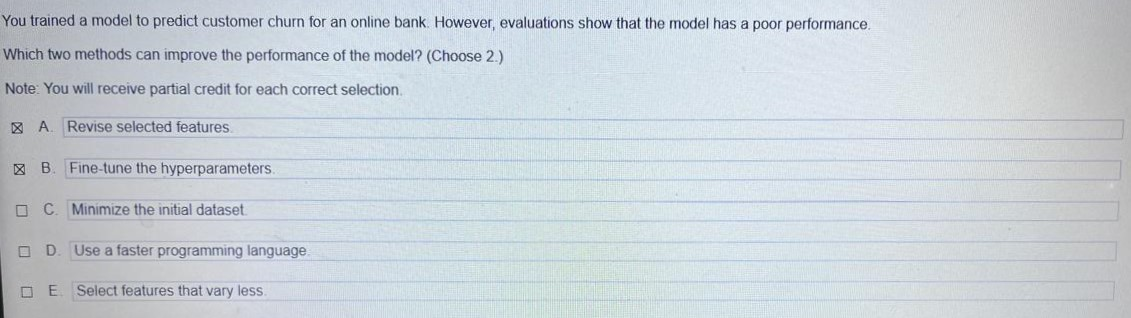 You trained a model to predict customer churn for an online bank. However, evaluations show that the model has a poor performance.
Which two methods can improve the performance of the model? (Choose 2.)
Note: You will receive partial credit for each correct selection.
A. Revise selected features.
B. Fine-tune the hyperparameters.
C. Minimize the initial dataset.
D. Use a faster programming language.
E. Select features that vary less.